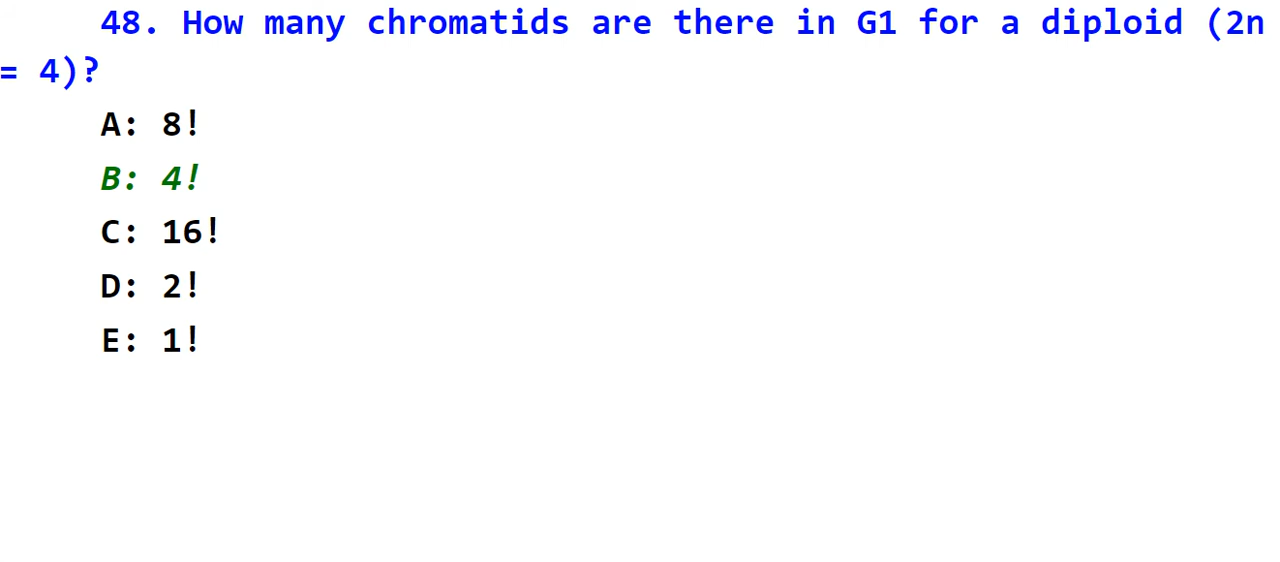 48. How many chromatids are there in G1 for a diploid (2n
= 4)?
A: 8!
B: 4!
C: 16!
D: 2!
E: 1!